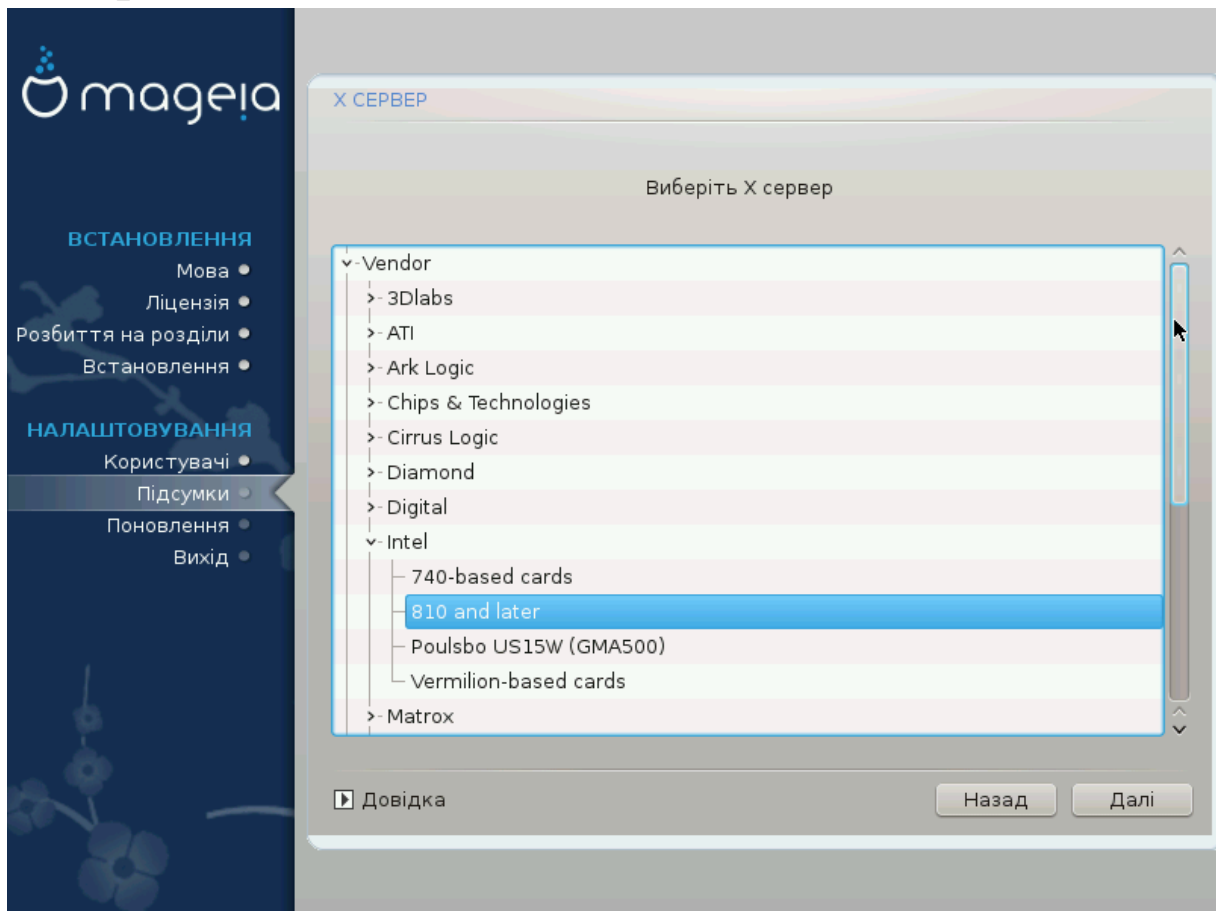 mageia
ВСТАНОВЛЕННЯ
Мова
Ліцензія
Розбиття на розділи
Встановлення
НАЛАШТОВУВАННЯ
Користувачі
Підсумки
Поновлення
Вихід
X СЕРВЕР
Виберіть X сервер
Vendor
3Dlabs
ATI
Ark Logic
Chips & Technologies
Cirrus Logic
Diamond
Digital
Intel
740-based cards
810 and later
Poulsbo US15W (GMA500)
Vermilion-based cards
Matrox
Довідка
Назад
Далі